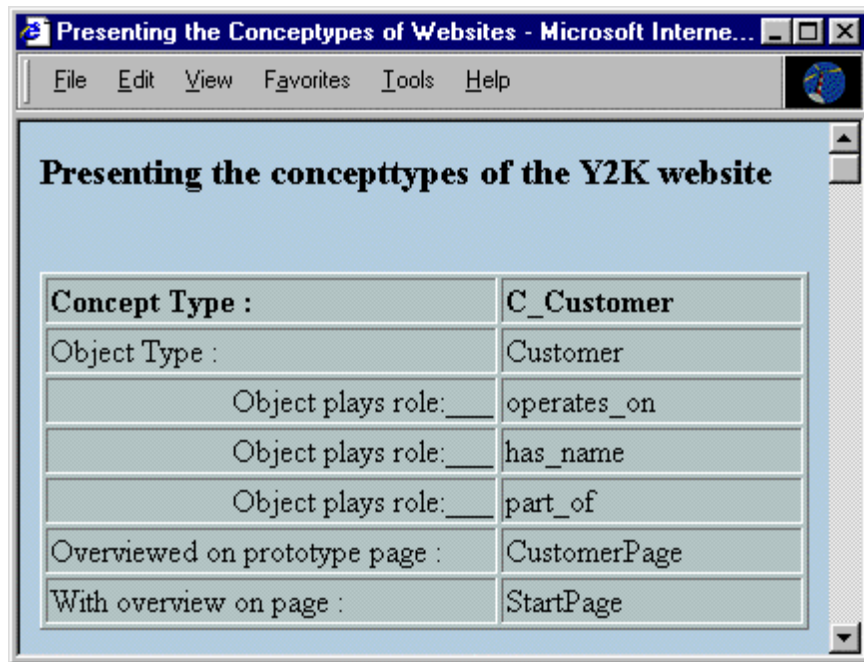 Presenting the Conceptypes of Websites - Microsoft Interne...
File Edit View Favorites Tools Help
Presenting the concepttypes of the Y2K website
Concept Type : C_Customer
Object Type : Customer
Object plays role:___ operates_on
Object plays role:___ has_name
Object plays role:___ part_of
Overviewed on prototype page : CustomerPage
With overview on page : StartPage